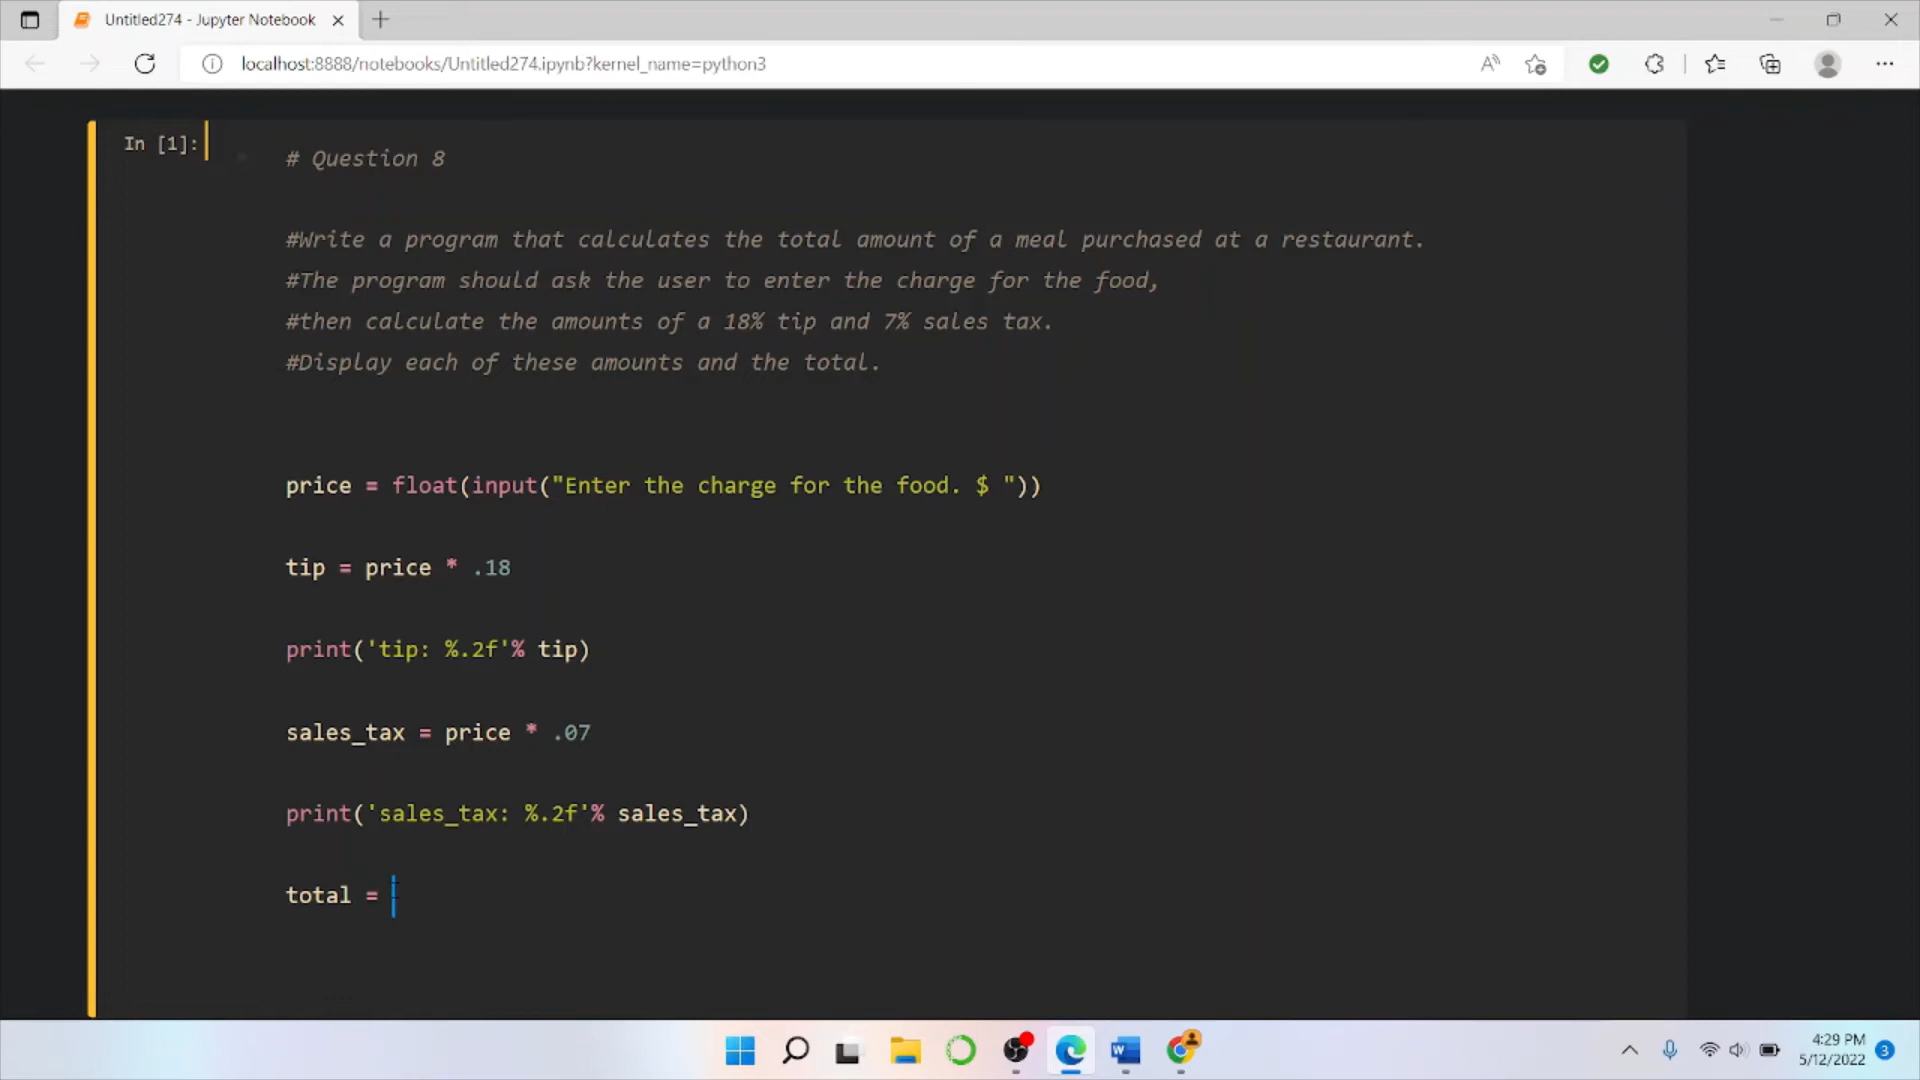 Untitled274 - Jupyter Notebook
localhost:8888/notebooks/Untitled274.ipynb?kernel_name=python3
In [1]:
# Question 8
#Write a program that calculates the total amount of a meal purchased at a restaurant.
#The program should ask the user to enter the charge for the food,
#then calculate the amounts of a 18% tip and 7% sales tax.
#Display each of these amounts and the total.
price = float(input("Enter the charge for the food. $ "))
tip = price * .18
print('tip: %.2f'% tip)
sales_tax = price * .07
print('sales_tax: %.2f'% sales_tax)
total =
4:29 PM
5/12/2022
3